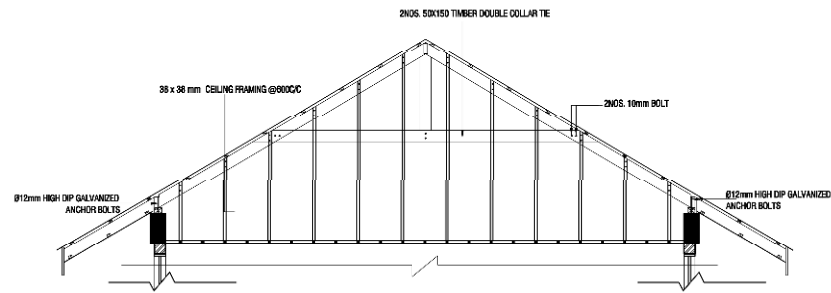 2NOS. 50X150 TIMBER DOUBLE COLLAR TIE
38 x 38 mm CEILING FRAMING @600C/C
2NOS. 10mm BOLT
Ø12mm HIGH DIP GALVANIZED
ANCHOR BOLTS
Ø12mm HIGH DIP GALVANIZED
ANCHOR BOLTS